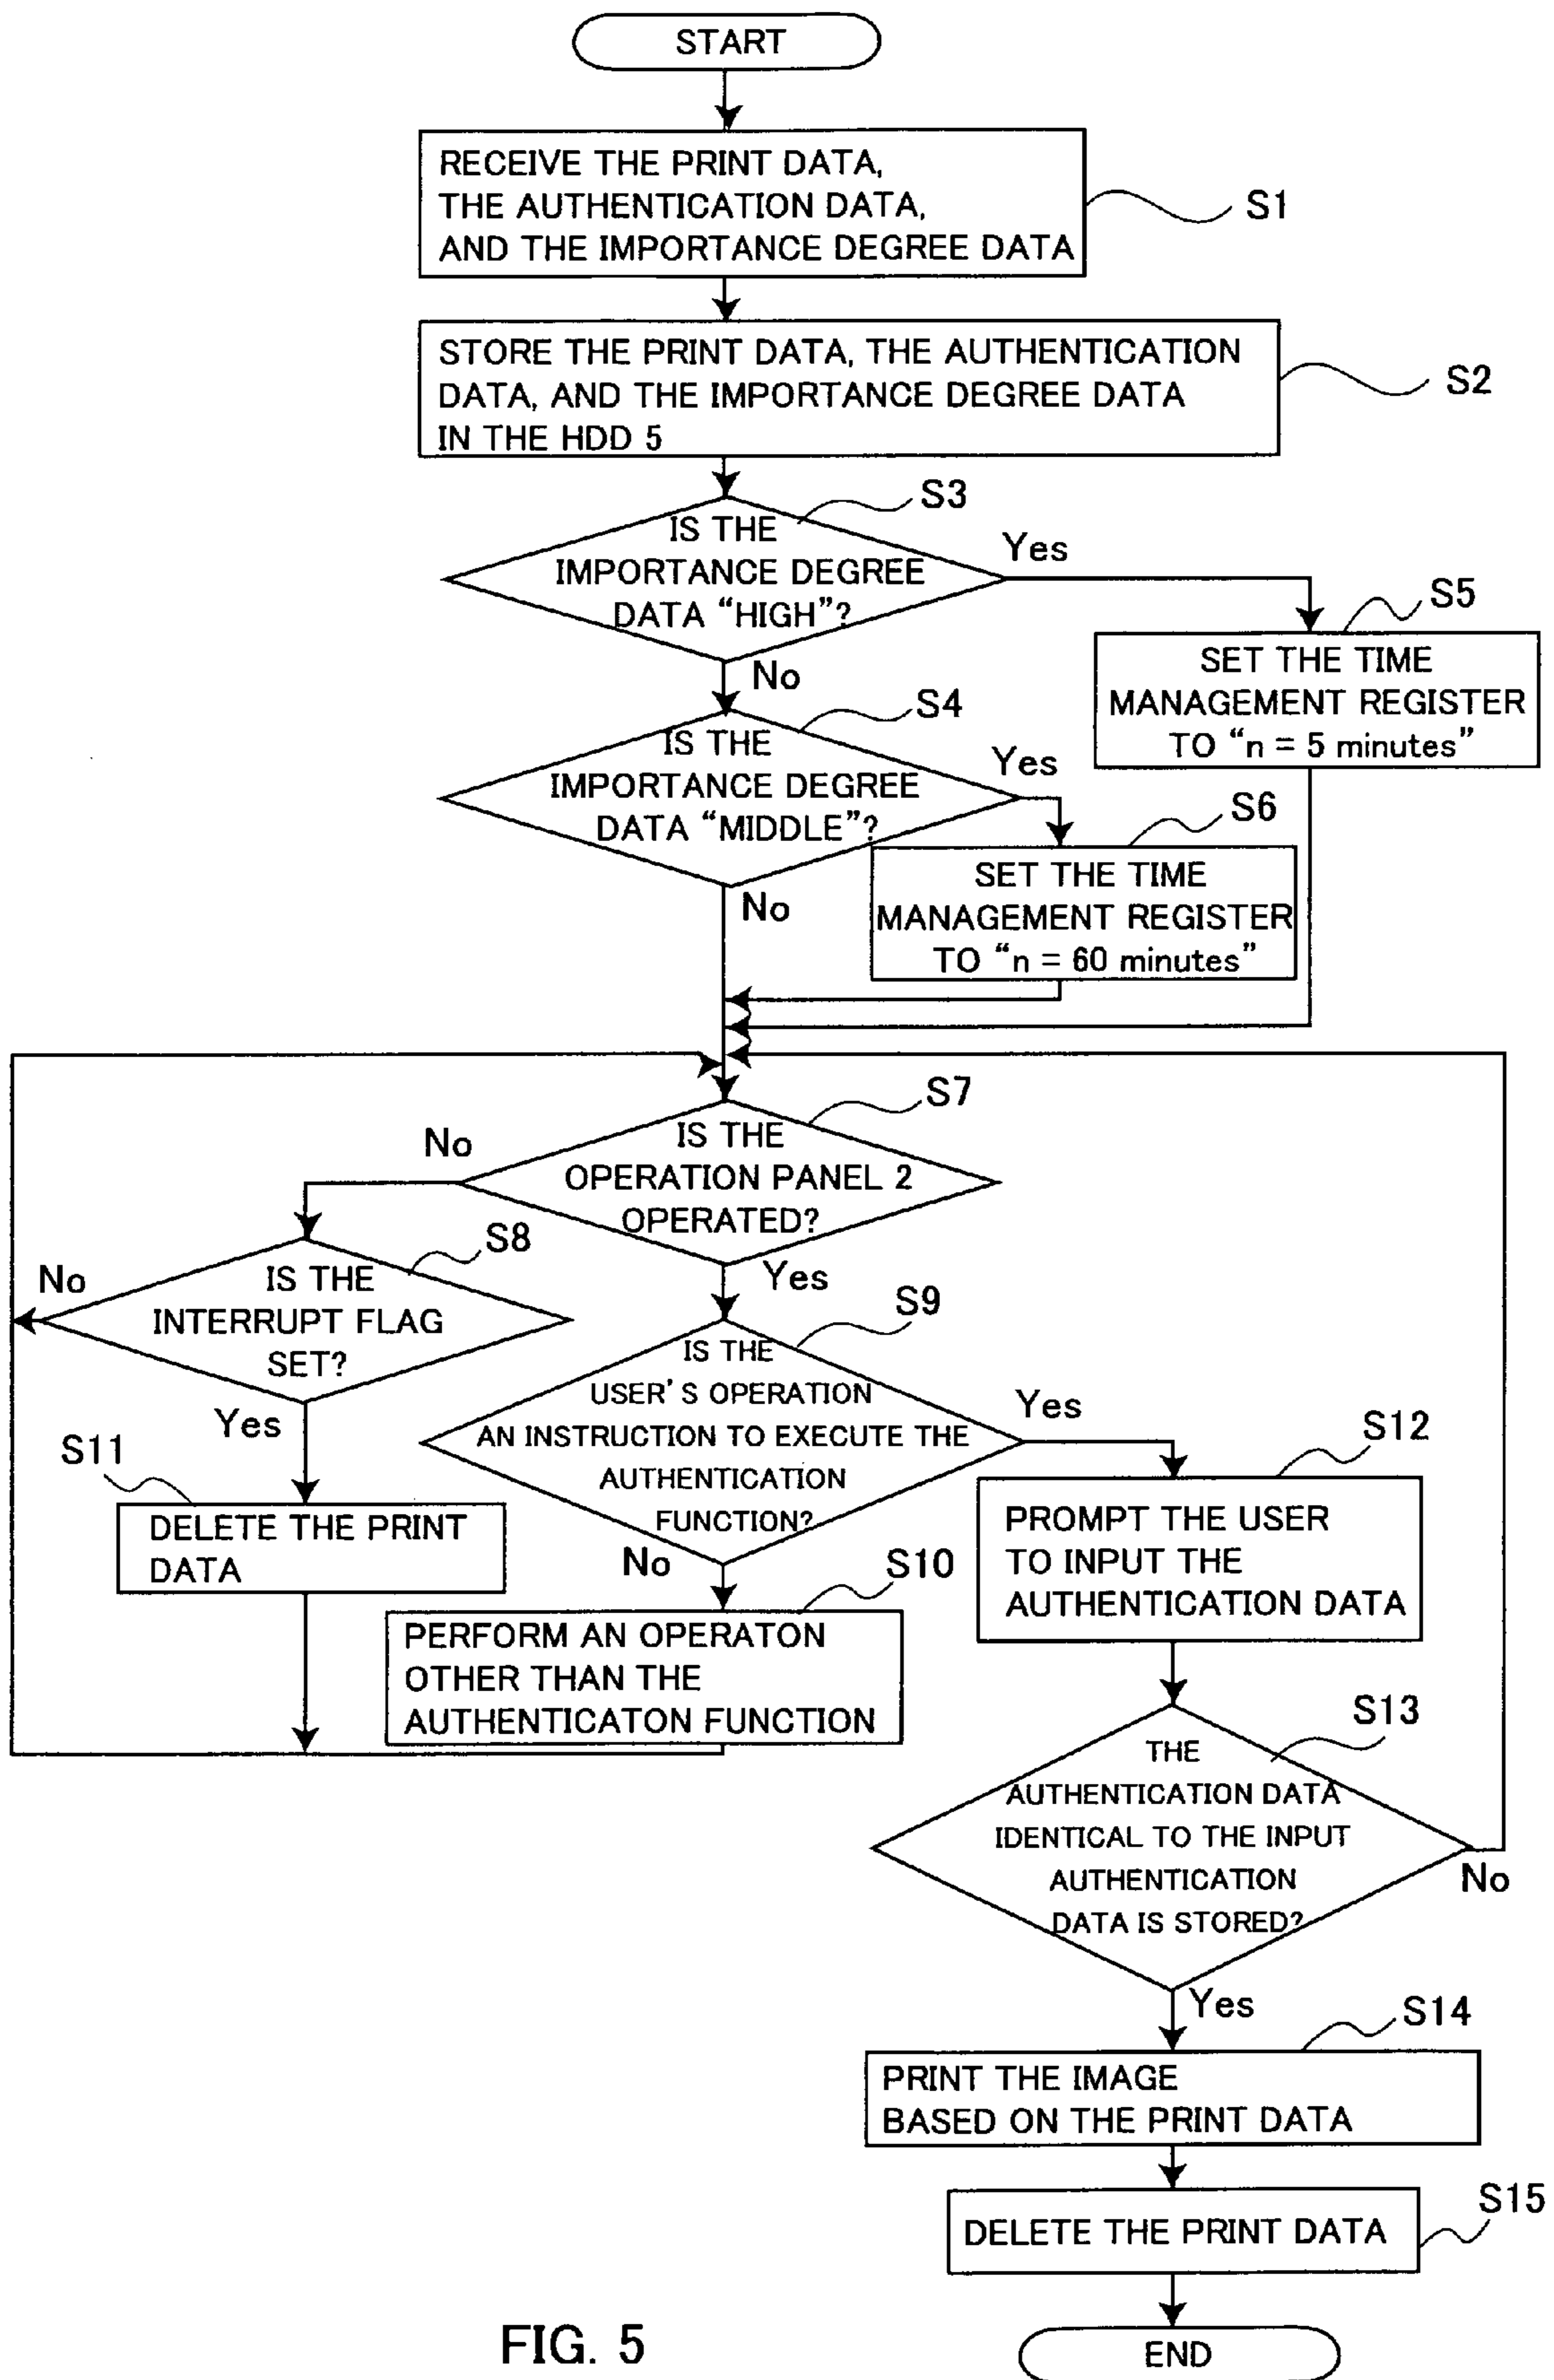 START
RECEIVE THE PRINT DATA,
THE AUTHENTICATION DATA,
AND THE IMPORTANCE DEGREE DATA
S1
STORE THE PRINT DATA, THE AUTHENTICATION
DATA, AND THE IMPORTANCE DEGREE DATA
IN THE HDD 5
S2
S3
IS THE
IMPORTANCE DEGREE
DATA “HIGH”?
Yes
No
S5
SET THE TIME
MANAGEMENT REGISTER
TO “n = 5 minutes”
S4
IS THE
IMPORTANCE DEGREE
DATA “MIDDLE”?
Yes
No
S6
SET THE TIME
MANAGEMENT REGISTER
TO “n = 60 minutes”
S7
IS THE
OPERATION PANEL 2
OPERATED?
No
Yes
S8
IS THE
INTERRUPT FLAG
SET?
No
Yes
S9
IS THE
USER'S OPERATION
AN INSTRUCTION TO EXECUTE THE
AUTHENTICATION
FUNCTION?
Yes
No
S11
DELETE THE PRINT
DATA
S10
PERFORM AN OPERATON
OTHER THAN THE
AUTHENTICATON FUNCTION
S12
PROMPT THE USER
TO INPUT THE
AUTHENTICATION DATA
S13
THE
AUTHENTICATION DATA
IDENTICAL TO THE INPUT
AUTHENTICATION
DATA IS STORED?
No
Yes
S14
PRINT THE IMAGE
BASED ON THE PRINT DATA
S15
DELETE THE PRINT DATA
END
FIG. 5